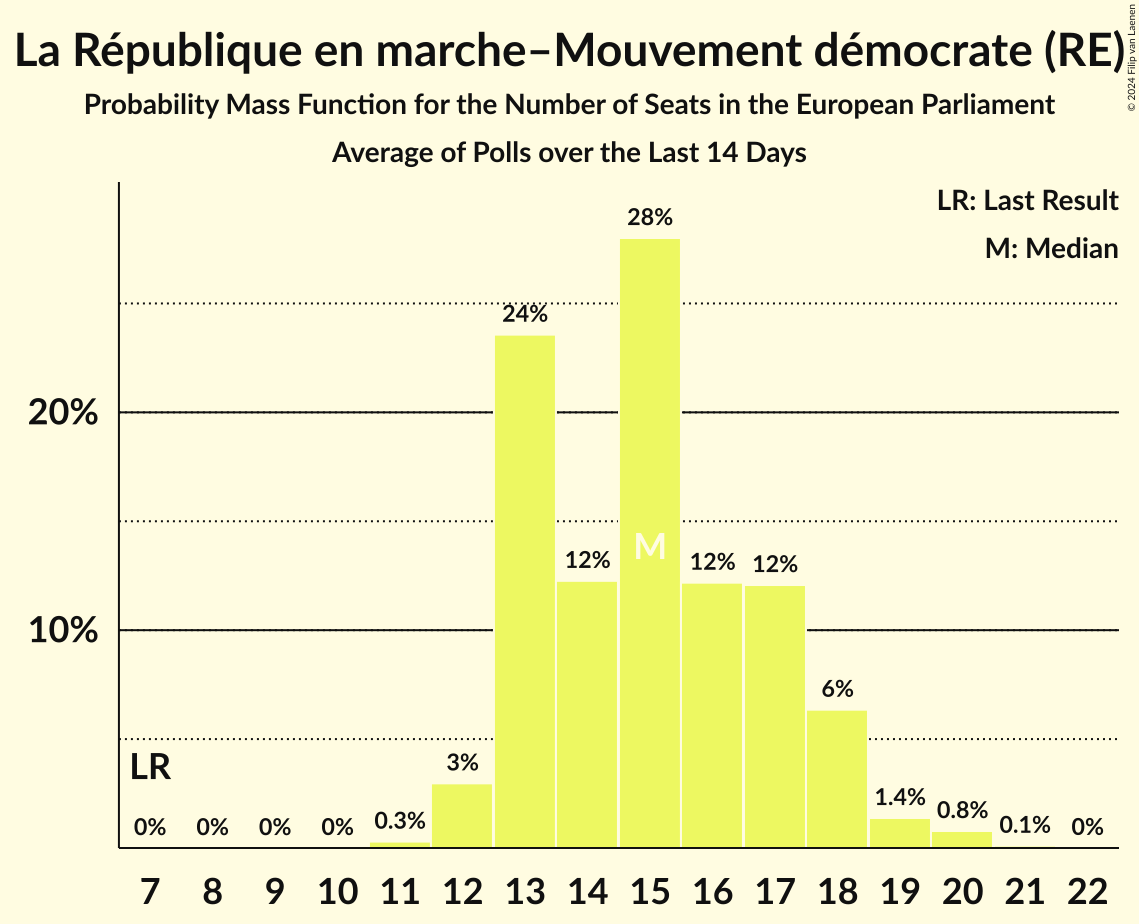 La République en marche–Mouvement démocrate (RE)
© 2024 Filip van Laenen
Probability Mass Function for the Number of Seats in the European Parliament
Average of Polls over the Last 14 Days
LR: Last Result
M: Median
28%
24%
20%
M
12%
12%
12%
10%
6%
LR
3%
1.4%
0.8%
0.3%
0.1%
0% 0% 0% 0%
0%
7 8 9 10 11 12 13 14 15 16 17 18 19 20 21 22